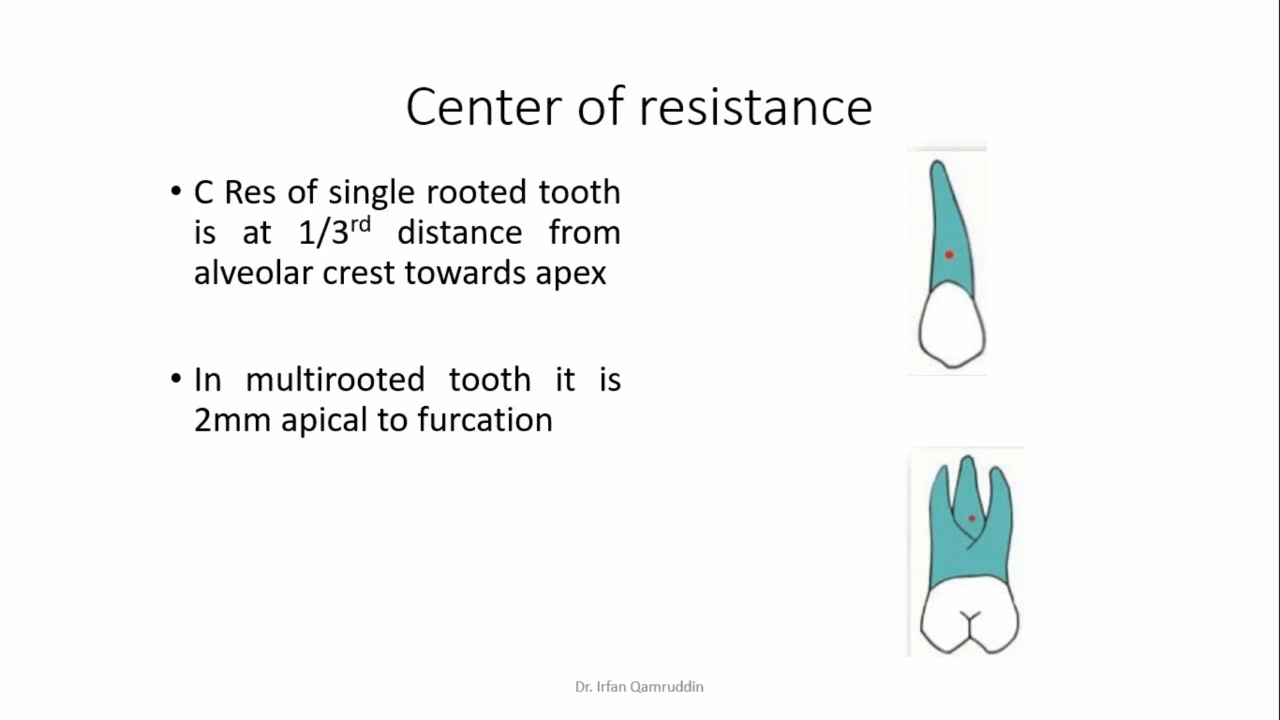 Center of resistance
• C Res of single rooted tooth
is at 1/3rd distance from
alveolar crest towards apex
• In multirooted tooth it is
2mm apical to furcation
Dr. Irfan Qamruddin